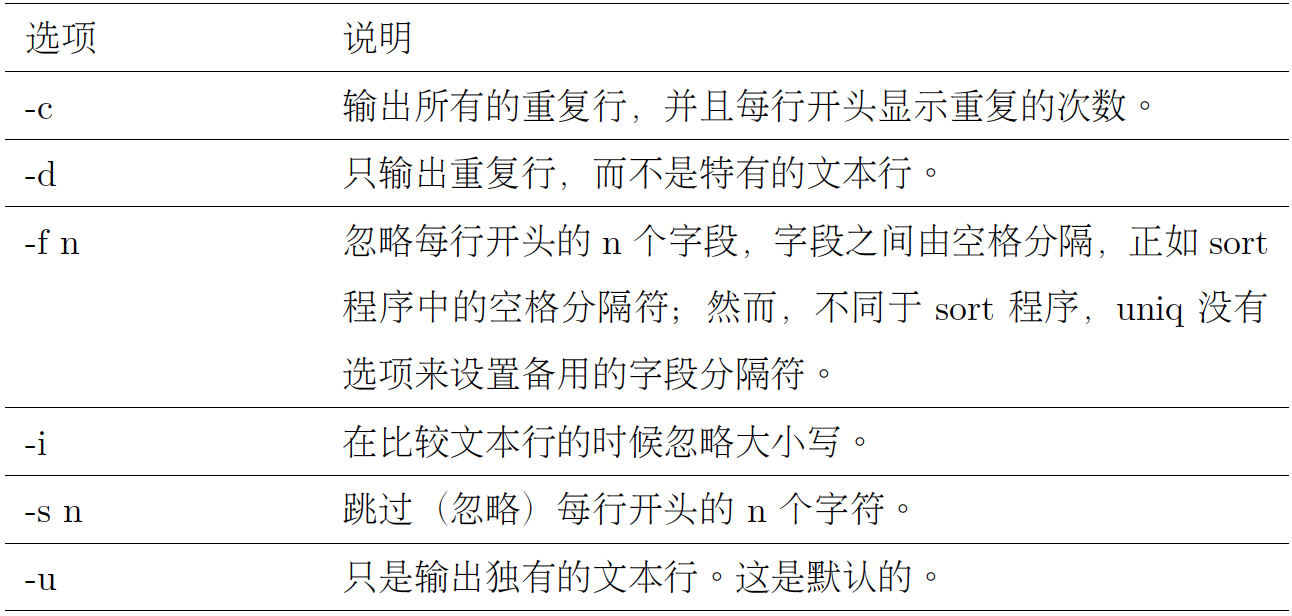 选项 说明
-c 输出所有的重复行，并且每行开头显示重复的次数。
-d 只输出重复行，而不是特有的文本行。
-f n 忽略每行开头的 n 个字段，字段之间由空格分隔，正如 sort
程序中的空格分隔符；然而，不同于 sort 程序，uniq 没有
选项来设置备用的字段分隔符。
-i 在比较文本行的时候忽略大小写。
-s n 跳过（忽略）每行开头的 n 个字符。
-u 只是输出独有的文本行。这是默认的。